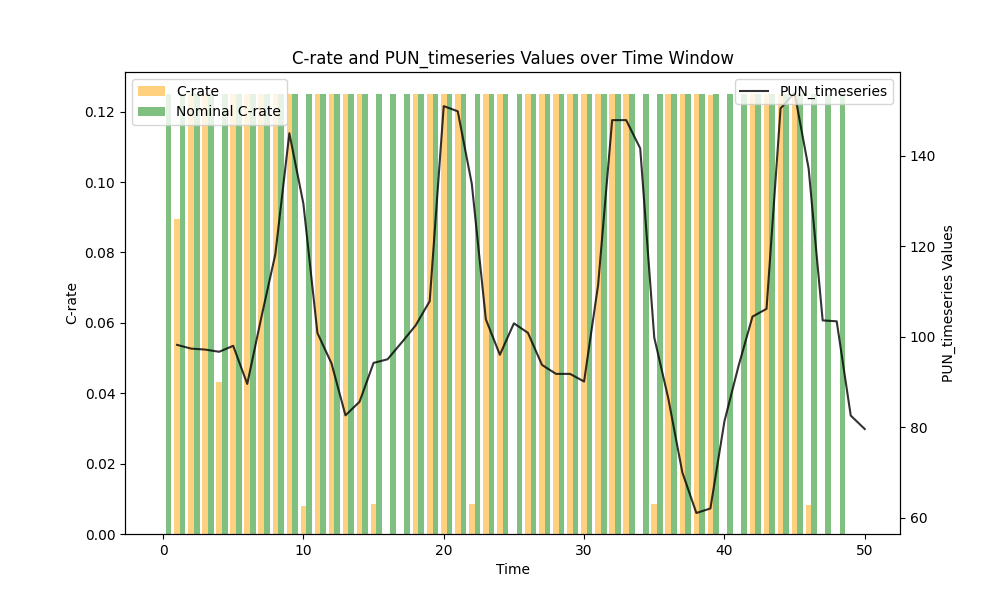 C-rate and PUN_timeseries Values over Time Window
C-rate
Nominal C-rate
PUN_timeseries
0.12
0.10
0.08
0.06
0.04
0.02
0.00
C-rate
140
120
100
80
60
PUN_timeseries Values
0 10 20 30 40 50
Time